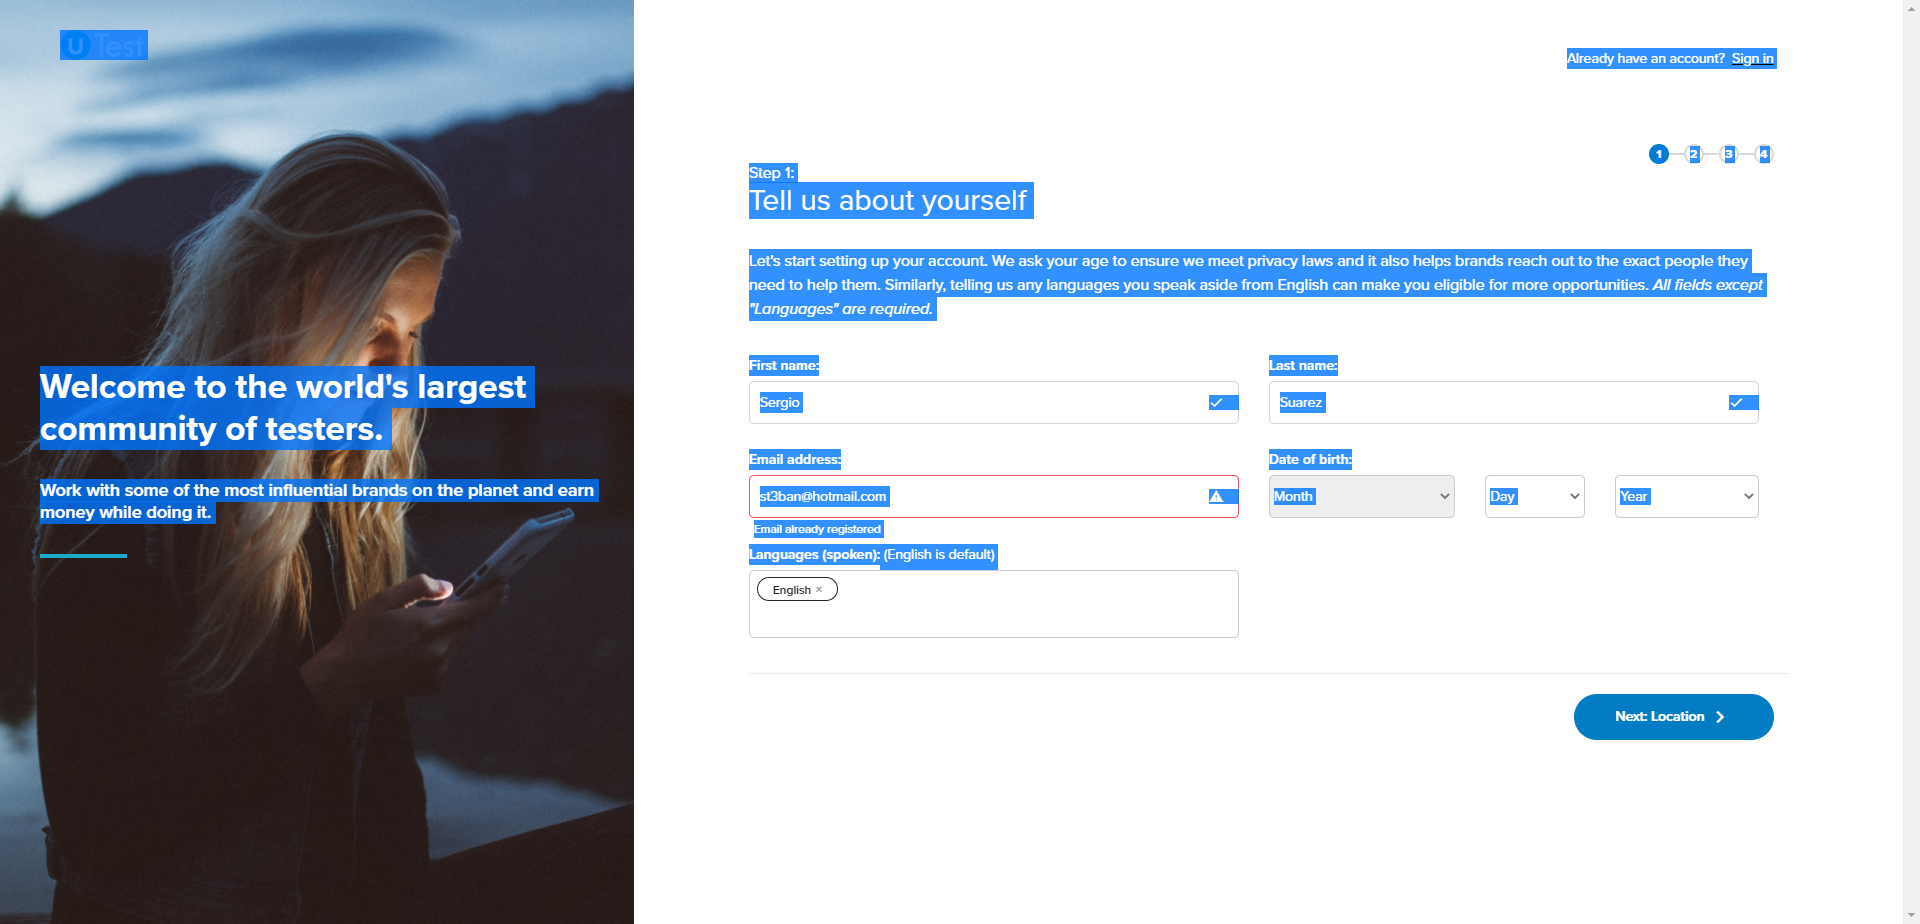 U Test
Already have an account? Sign in
1 2 3 4
Step 1:
Tell us about yourself
Let's start setting up your account. We ask your age to ensure we meet privacy laws and it also helps brands reach out to the exact people they
need to help them. Similarly, telling us any languages you speak aside from English can make you eligible for more opportunities. All fields except
"Languages" are required.
Welcome to the world's largest
community of testers.
Work with some of the most influential brands on the planet and earn
money while doing it.
First name: Last name:
Sergio Suarez
Email address: Date of birth:
st3ban@hotmail.com Month Day Year
Email already registered
Languages (spoken): (English is default)
English ×
Next: Location